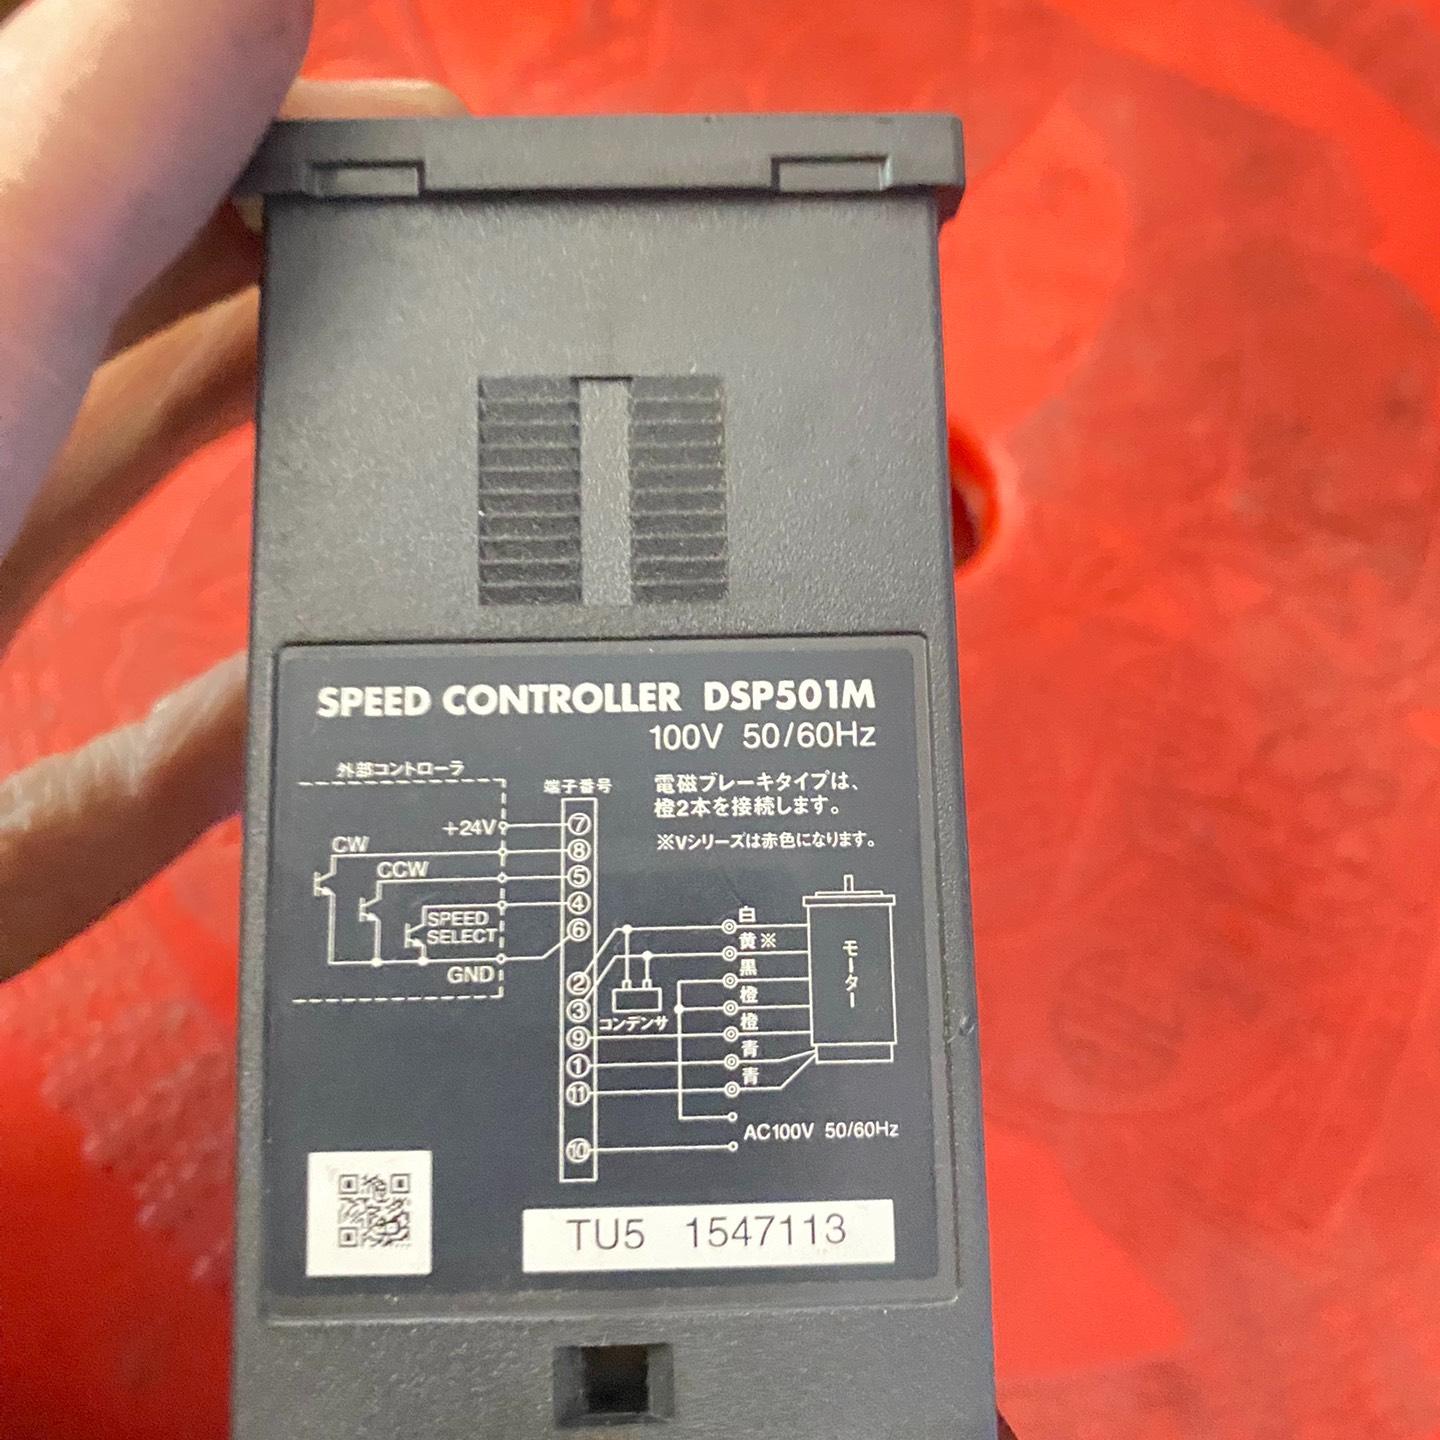 SPEED CONTROLLER DSP501M
100V 50/60Hz
外部コントローラ
端子番号
電磁ブレーキタイプは、
橙2本を接続します。
※Vシリーズは赤色になります。
+24V
⑦
CW
⑧
CCW
⑤
④
SPEED
SELECT
⑥
GND
②
③
コンデンサ
⑨
①
⑪
⑩
白
黄※
黒
橙
橙
青
青
モーター
AC100V 50/60Hz
TU5 1547113